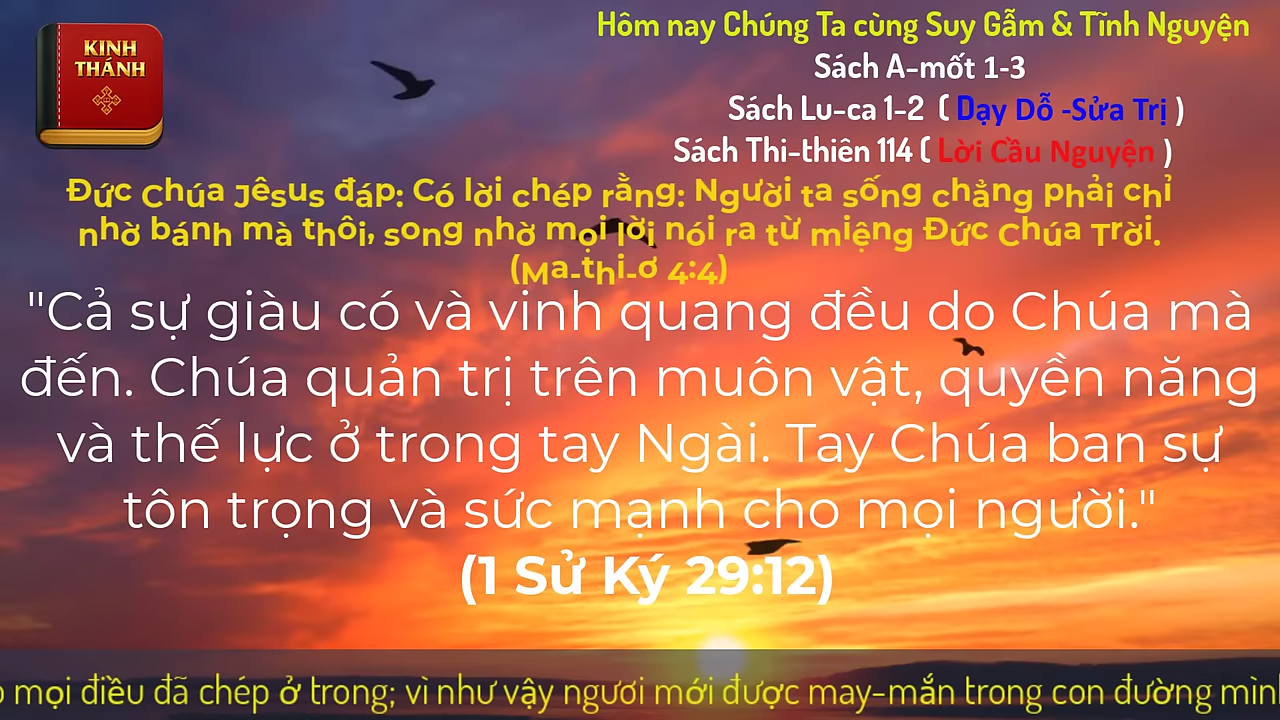 KINH
THÁNH
Hôm nay Chúng Ta cùng Suy Gẫm & Tĩnh Nguyện
Sách A-mốt 1-3
Sách Lu-ca 1-2 ( Dạy Dỗ -Sửa Trị )
Sách Thi-thiên 114 ( Lời Cầu Nguyện )
Đức Chúa Jêsus đáp: Có lời chép rằng: Người ta sống chẳng phải chỉ
nhờ bánh mà thôi, song nhờ mọi lời nói ra từ miệng Đức Chúa Trời.
(Ma-thi-ơ 4:4)
"Cả sự giàu có và vinh quang đều do Chúa mà
đến. Chúa quản trị trên muôn vật, quyền năng
và thế lực ở trong tay Ngài. Tay Chúa ban sự
tôn trọng và sức mạnh cho mọi người."
(1 Sử Ký 29:12)
mọi điều đã chép ở trong; vì như vậy ngươi mới được may-mắn trong con đường mình